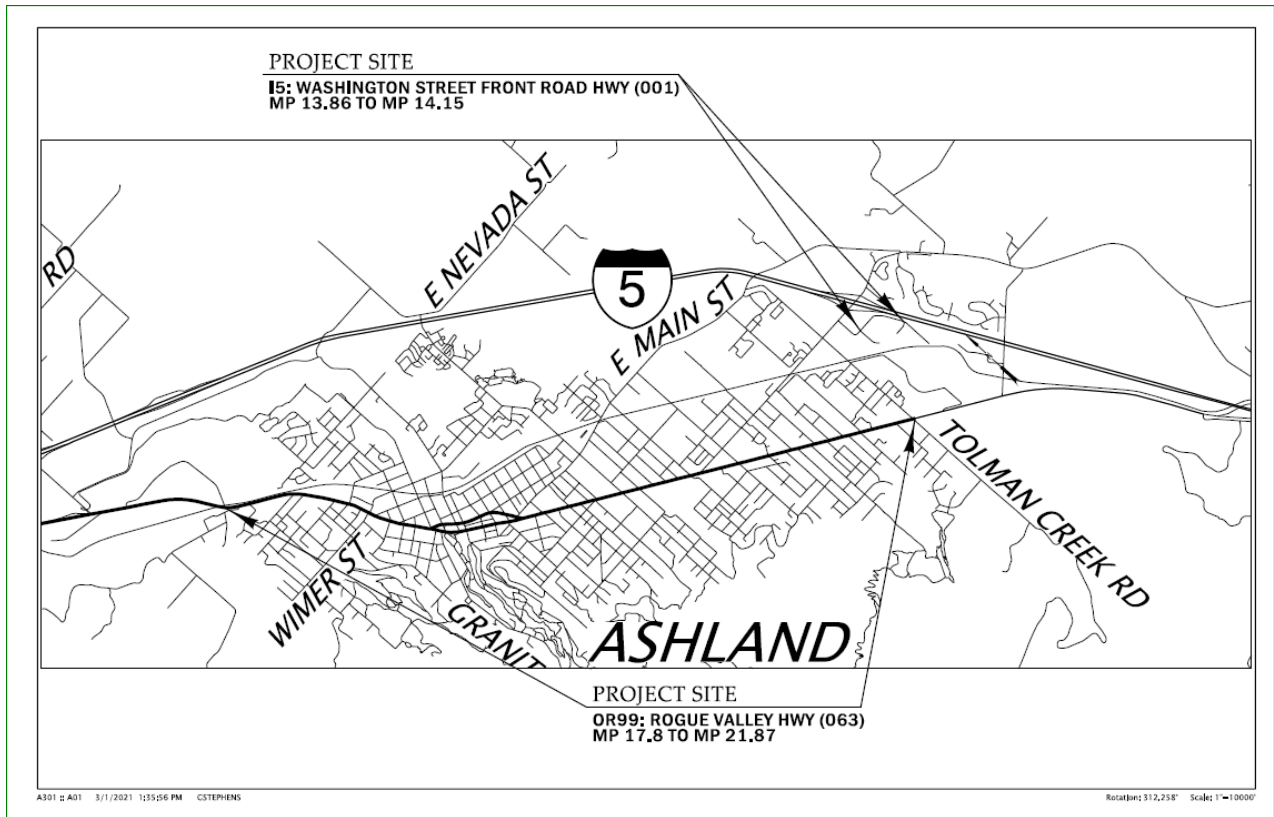 PROJECT SITE
I5: WASHINGTON STREET FRONT ROAD HWY (001)
MP 13.86 TO MP 14.15
RD
E NEVADA ST
5
E MAIN ST
TOLMAN CREEK RD
WIMER ST
GRANIT
ASHLAND
PROJECT SITE
OR99: ROGUE VALLEY HWY (063)
MP 17.8 TO MP 21.87
A301 :: A01 3/1/2021 1:35:56 PM GSTEPHENS
Rotation: 312.258° Scale: 1"=10000'